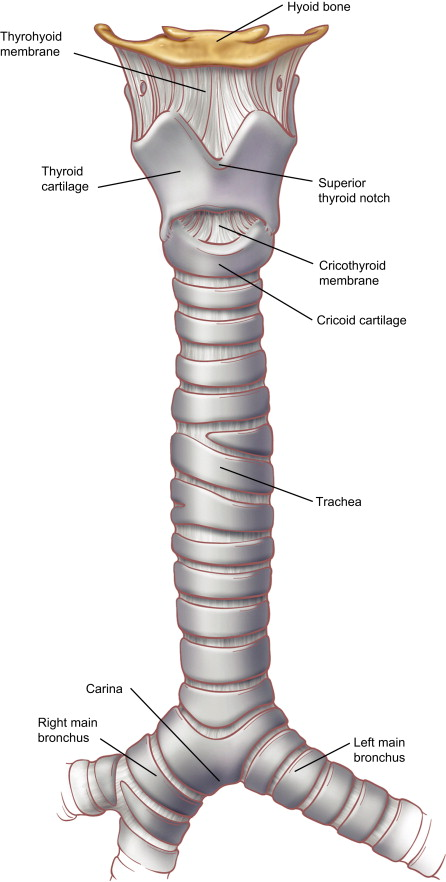 Hyoid bone
Thyrohyoid
membrane
Thyroid
cartilage
Superior
thyroid notch
Cricothyroid
membrane
Cricoid cartilage
Trachea
Carina
Right main
bronchus
Left main
bronchus